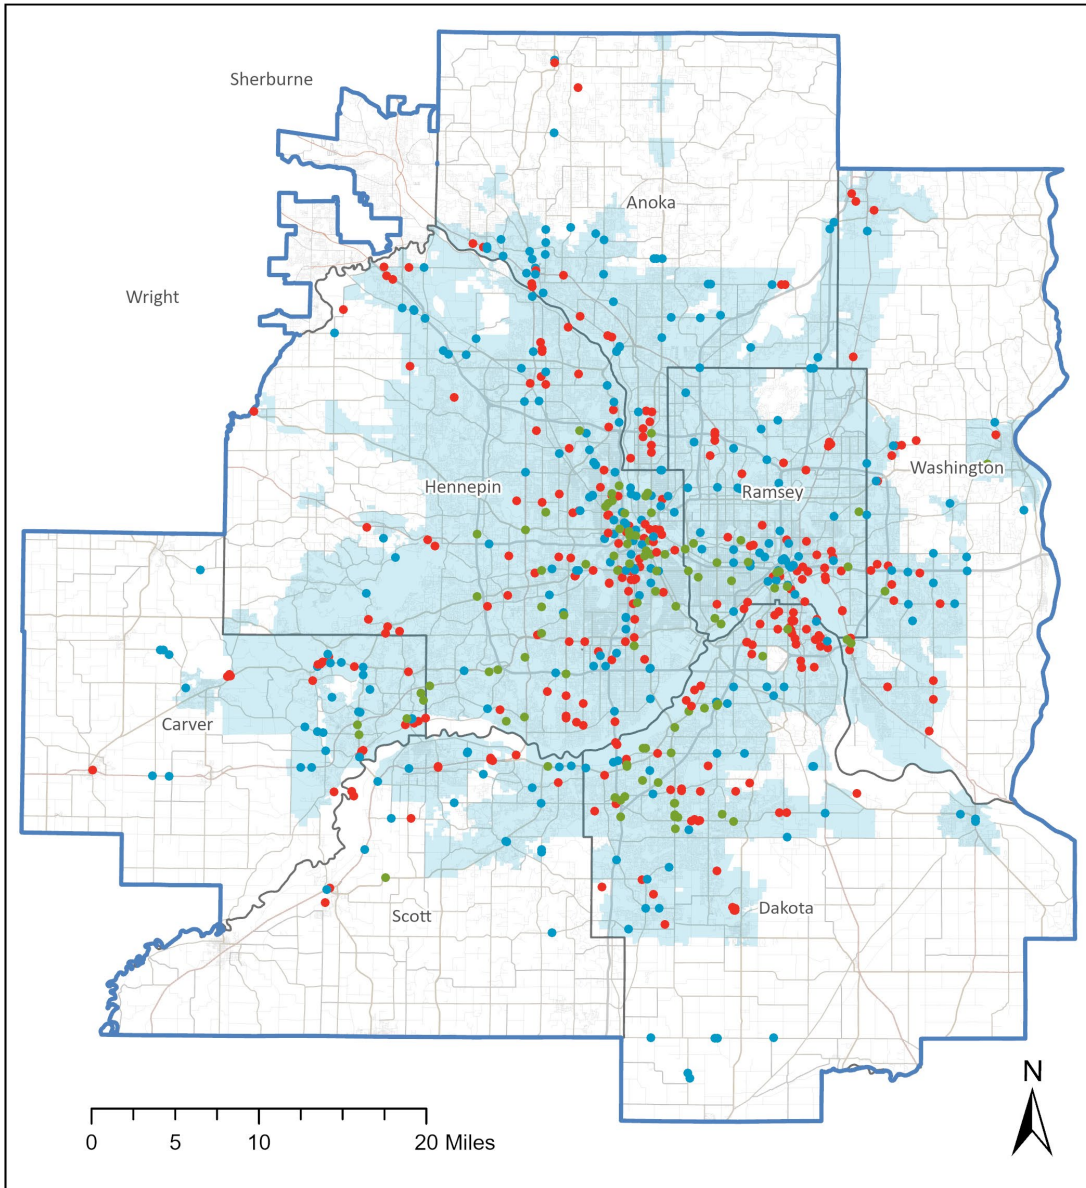 Sherburne
Anoka
Wright
Hennepin
Washington
Ramsey
Carver
Scott
Dakota
N
0 5 10 20 Miles